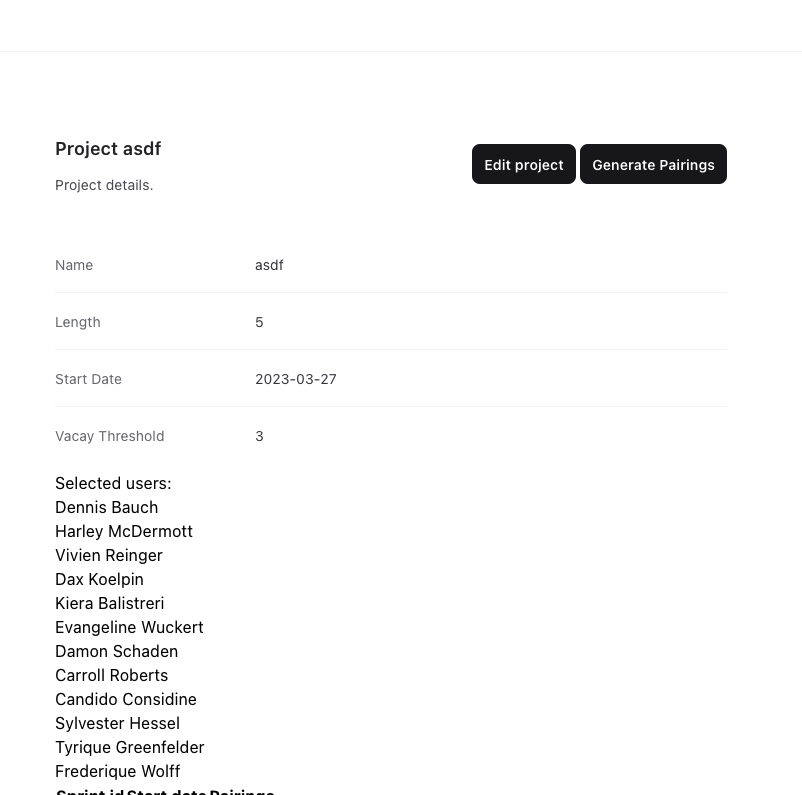 Project asdf
Edit project
Generate Pairings
Project details.
Name asdf
Length 5
Start Date 2023-03-27
Vacay Threshold 3
Selected users:
Dennis Bauch
Harley McDermott
Vivien Reinger
Dax Koelpin
Kiera Balistreri
Evangeline Wuckert
Damon Schaden
Carroll Roberts
Candido Considine
Sylvester Hessel
Tyrique Greenfelder
Frederique Wolff
Sprint id Start date Pairings